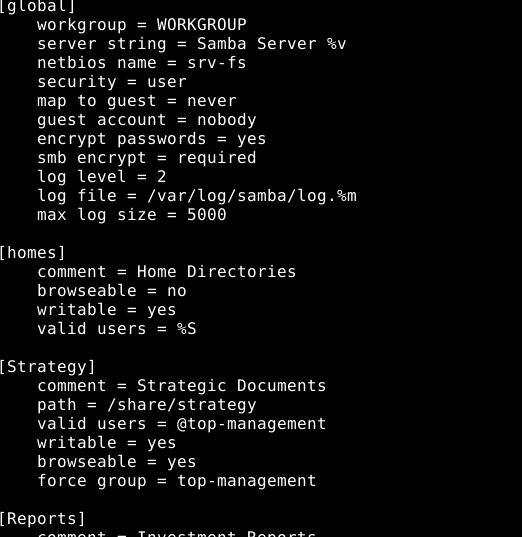 [global]
workgroup = WORKGROUP
server string = Samba Server %v
netbios name = srv-fs
security = user
map to guest = never
guest account = nobody
encrypt passwords = yes
smb encrypt = required
log level = 2
log file = /var/log/samba/log.%m
max log size = 5000
[homes]
comment = Home Directories
browseable = no
writable = yes
valid users = %S
[Strategy]
comment = Strategic Documents
path = /share/strategy
valid users = @top-management
writable = yes
browseable = yes
force group = top-management
[Reports]
comment = Investment Reports